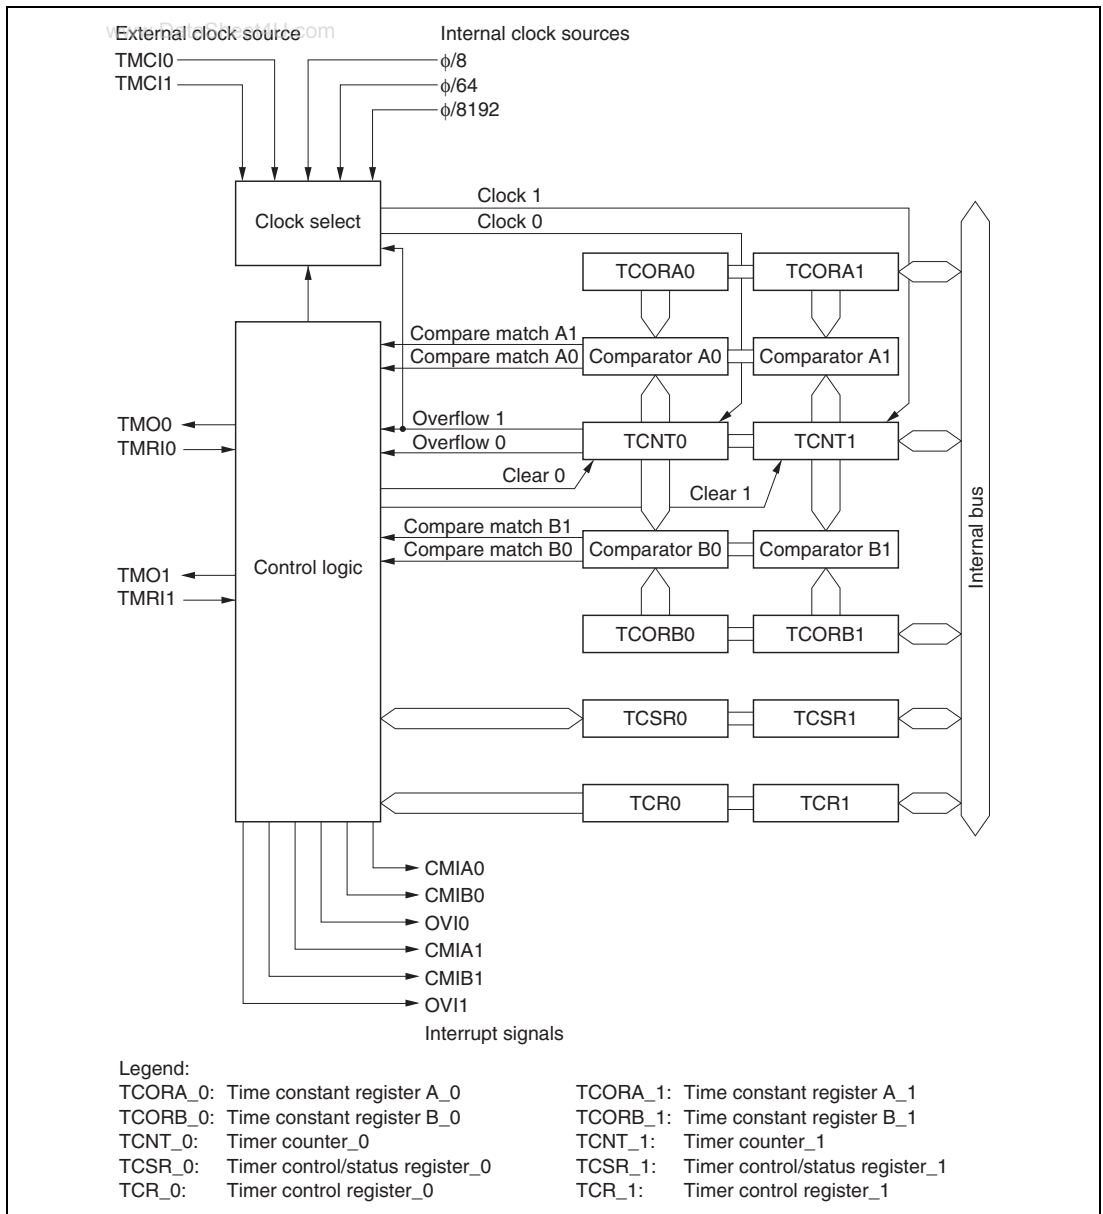 www.DataSheet4U.com
External clock source
Internal clock sources
TMCI0
TMCI1
ϕ/8
ϕ/64
ϕ/8192
Clock select
Clock 1
Clock 0
TCORA0
TCORA1
Compare match A1
Compare match A0
Comparator A0
Comparator A1
TMO0
TMRI0
Overflow 1
Overflow 0
TCNT0
TCNT1
Clear 0
Clear 1
Internal bus
Compare match B1
Compare match B0
Comparator B0
Comparator B1
Control logic
TMO1
TMRI1
TCORB0
TCORB1
TCSR0
TCSR1
TCR0
TCR1
CMIA0
CMIB0
OVI0
CMIA1
CMIB1
OVI1
Interrupt signals
Legend:
TCORA_0: Time constant register A_0
TCORA_1: Time constant register A_1
TCORB_0: Time constant register B_0
TCORB_1: Time constant register B_1
TCNT_0: Timer counter_0
TCNT_1: Timer counter_1
TCSR_0: Timer control/status register_0
TCSR_1: Timer control/status register_1
TCR_0: Timer control register_0
TCR_1: Timer control register_1